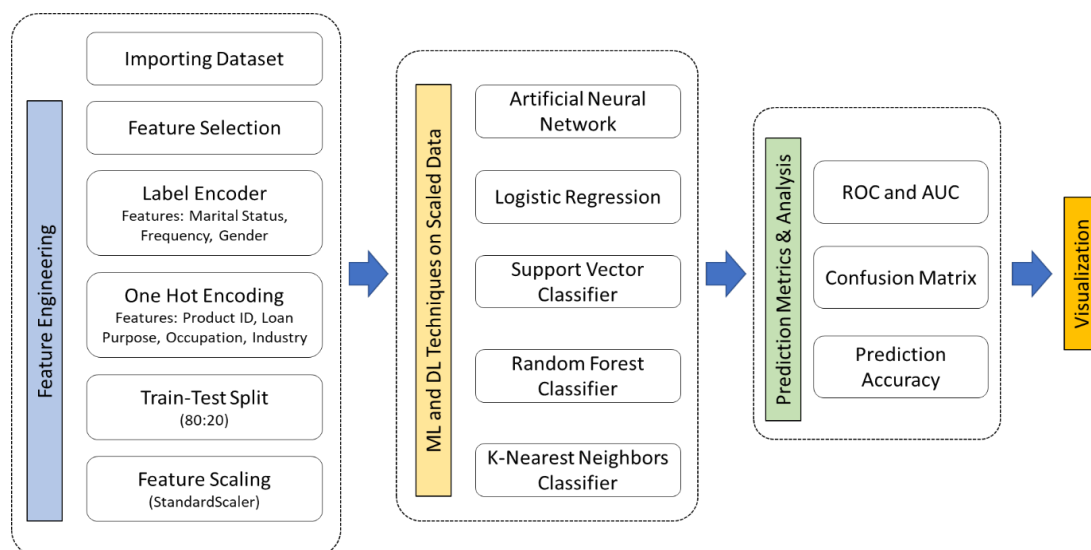 Feature Engineering
Importing Dataset
Feature Selection
Label Encoder
Features: Marital Status,
Frequency, Gender
One Hot Encoding
Features: Product ID, Loan
Purpose, Occupation, Industry
Train-Test Split
(80:20)
Feature Scaling
(StandardScaler)
ML and DL Techniques on Scaled Data
Artificial Neural
Network
Logistic Regression
Support Vector
Classifier
Random Forest
Classifier
K-Nearest Neighbors
Classifier
Prediction Metrics & Analysis
ROC and AUC
Confusion Matrix
Prediction
Accuracy
Visualization